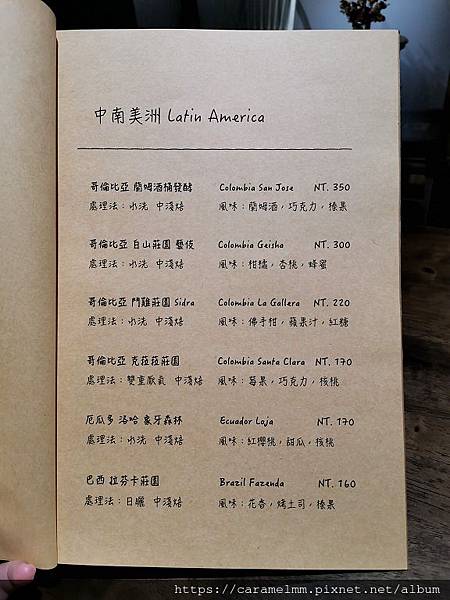 中南美洲 Latin America
哥倫比亞 蘭姆酒桶發酵 Colombia San Jose NT. 350
處理法：水洗 中淺焙 風味：蘭姆酒，巧克力，榛果
哥倫比亞 白山莊園 藝伎 Colombia Geisha NT. 300
處理法：水洗 中淺焙 風味：柑橘，杏桃，蜂蜜
哥倫比亞 鬥雞莊園 Sidra Colombia La Gallera NT. 220
處理法：水洗 中淺焙 風味：佛手柑，蘋果汁，紅糖
哥倫比亞 克菈菈莊園 Colombia Santa Clara NT. 170
處理法：雙重厭氧 中淺焙 風味：莓果，巧克力，核桃
厄瓜多 洛哈 象牙森林 Ecuador Loja NT. 170
處理法：水洗 中淺焙 風味：紅櫻桃，甜瓜，核桃
巴西 拉芬卡莊園 Brazil Fazenda NT. 160
處理法：日曬 中淺焙 風味：花香，烤土司，榛果
https://caramelmm.pixnet.net/album